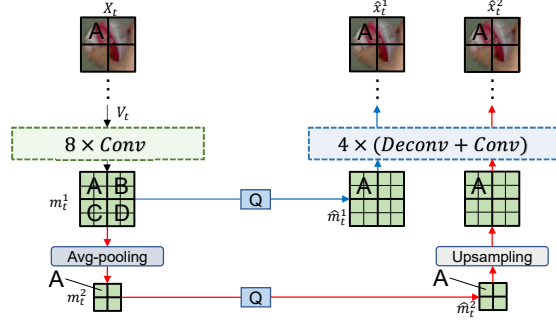 X_t
x̂_t^1
x̂_t^2
A
⋮
⋮
⋮
V_t
8 × Conv
4 × (Deconv + Conv)
A B
C D
A
A
m_t^1
Q
m̂_t^1
Avg-pooling
Upsampling
A
A
m_t^2
Q
m̂_t^2